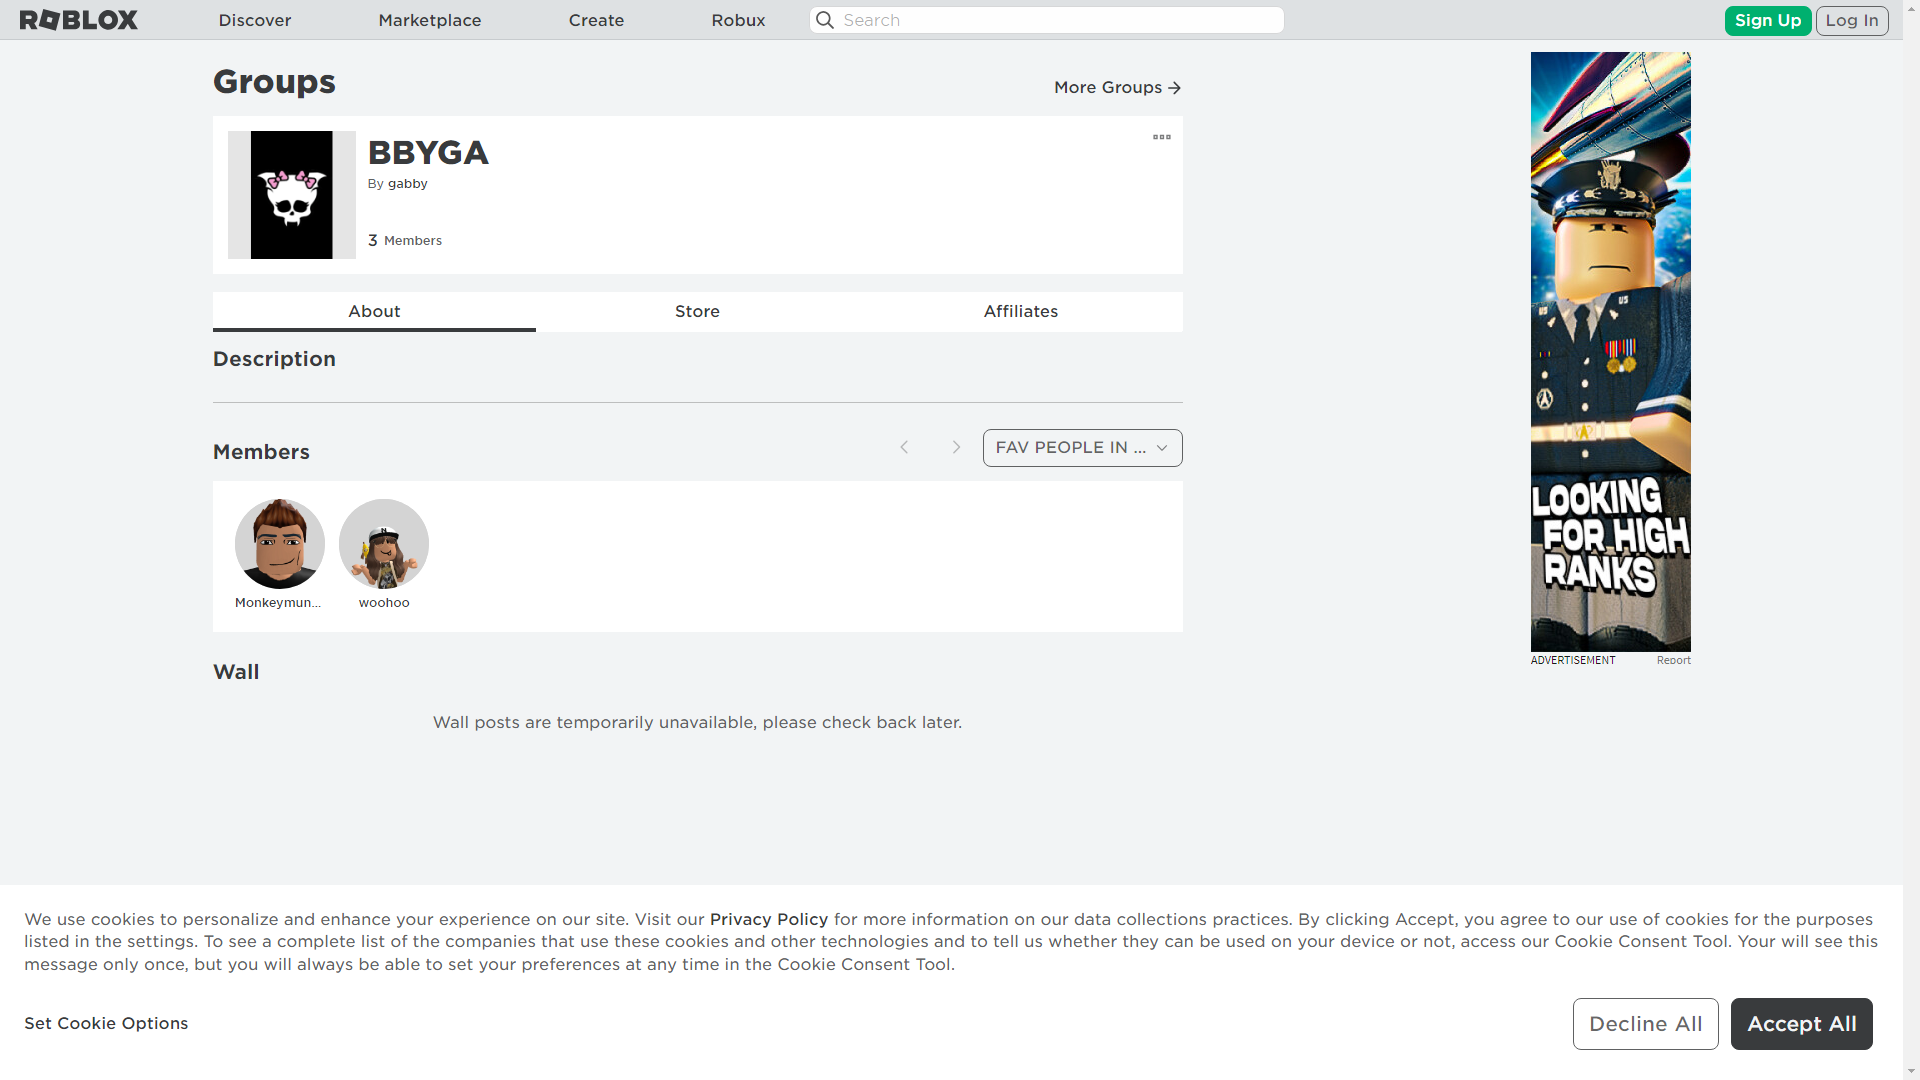 ROBLOX
Discover
Marketplace
Create
Robux
Search
Sign Up
Log In
Groups
More Groups
BBYGA
By gabby
3 Members
About
Store
Affiliates
Description
Members
FAV PEOPLE IN ...
Monkeymun...
woohoo
Wall
Wall posts are temporarily unavailable, please check back later.
US
LOOKING
FOR HIGH
RANKS
ADVERTISEMENT
Report
We use cookies to personalize and enhance your experience on our site. Visit our Privacy Policy for more information on our data collections practices. By clicking Accept, you agree to our use of cookies for the purposes
listed in the settings. To see a complete list of the companies that use these cookies and other technologies and to tell us whether they can be used on your device or not, access our Cookie Consent Tool. Your will see this
message only once, but you will always be able to set your preferences at any time in the Cookie Consent Tool.
Set Cookie Options
Decline All
Accept All